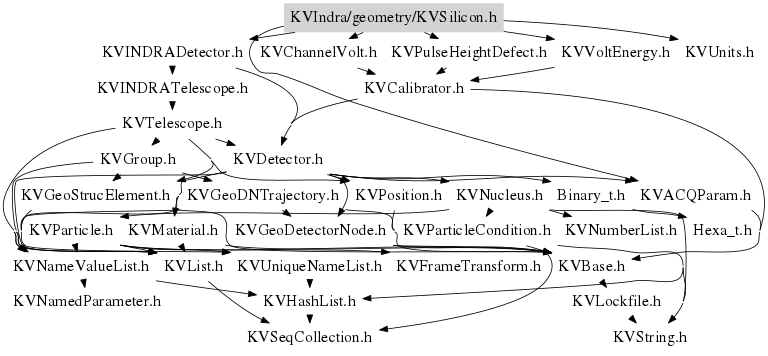 KVIndra/geometry/KVSilicon.h
KVINDRADetector.h KVChannelVolt.h KVPulseHeightDefect.h KVVoltEnergy.h KVUnits.h
KVINDRATelescope.h KVCalibrator.h
KVTelescope.h
KVGroup.h KVDetector.h
KVGeoStrucElement.h KVGeoDNTrajectory.h KVPosition.h KVNucleus.h Binary_t.h KVACQParam.h
KVParticle.h KVMaterial.h KVGeoDetectorNode.h KVParticleCondition.h KVNumberList.h Hexa_t.h
KVNameValueList.h KVList.h KVUniqueNameList.h KVFrameTransform.h KVBase.h
KVNamedParameter.h KVHashList.h KVLockfile.h
KVSeqCollection.h KVString.h